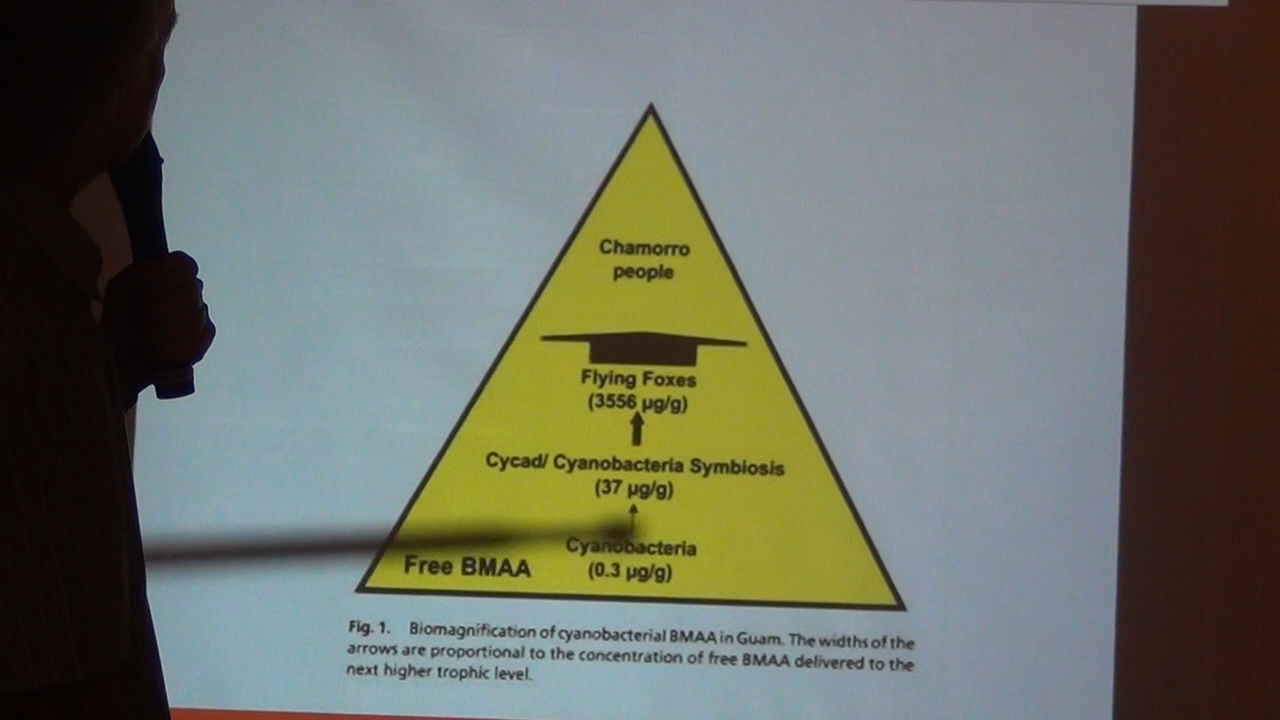 Chamorro
people
Flying Foxes
(3556 µg/g)
Cycad/ Cyanobacteria Symbiosis
(37 µg/g)
Cyanobacteria
(0.3 µg/g)
Free BMAA
Fig. 1. Biomagnification of cyanobacterial BMAA in Guam. The widths of the
arrows are proportional to the concentration of free BMAA delivered to the
next higher trophic level.